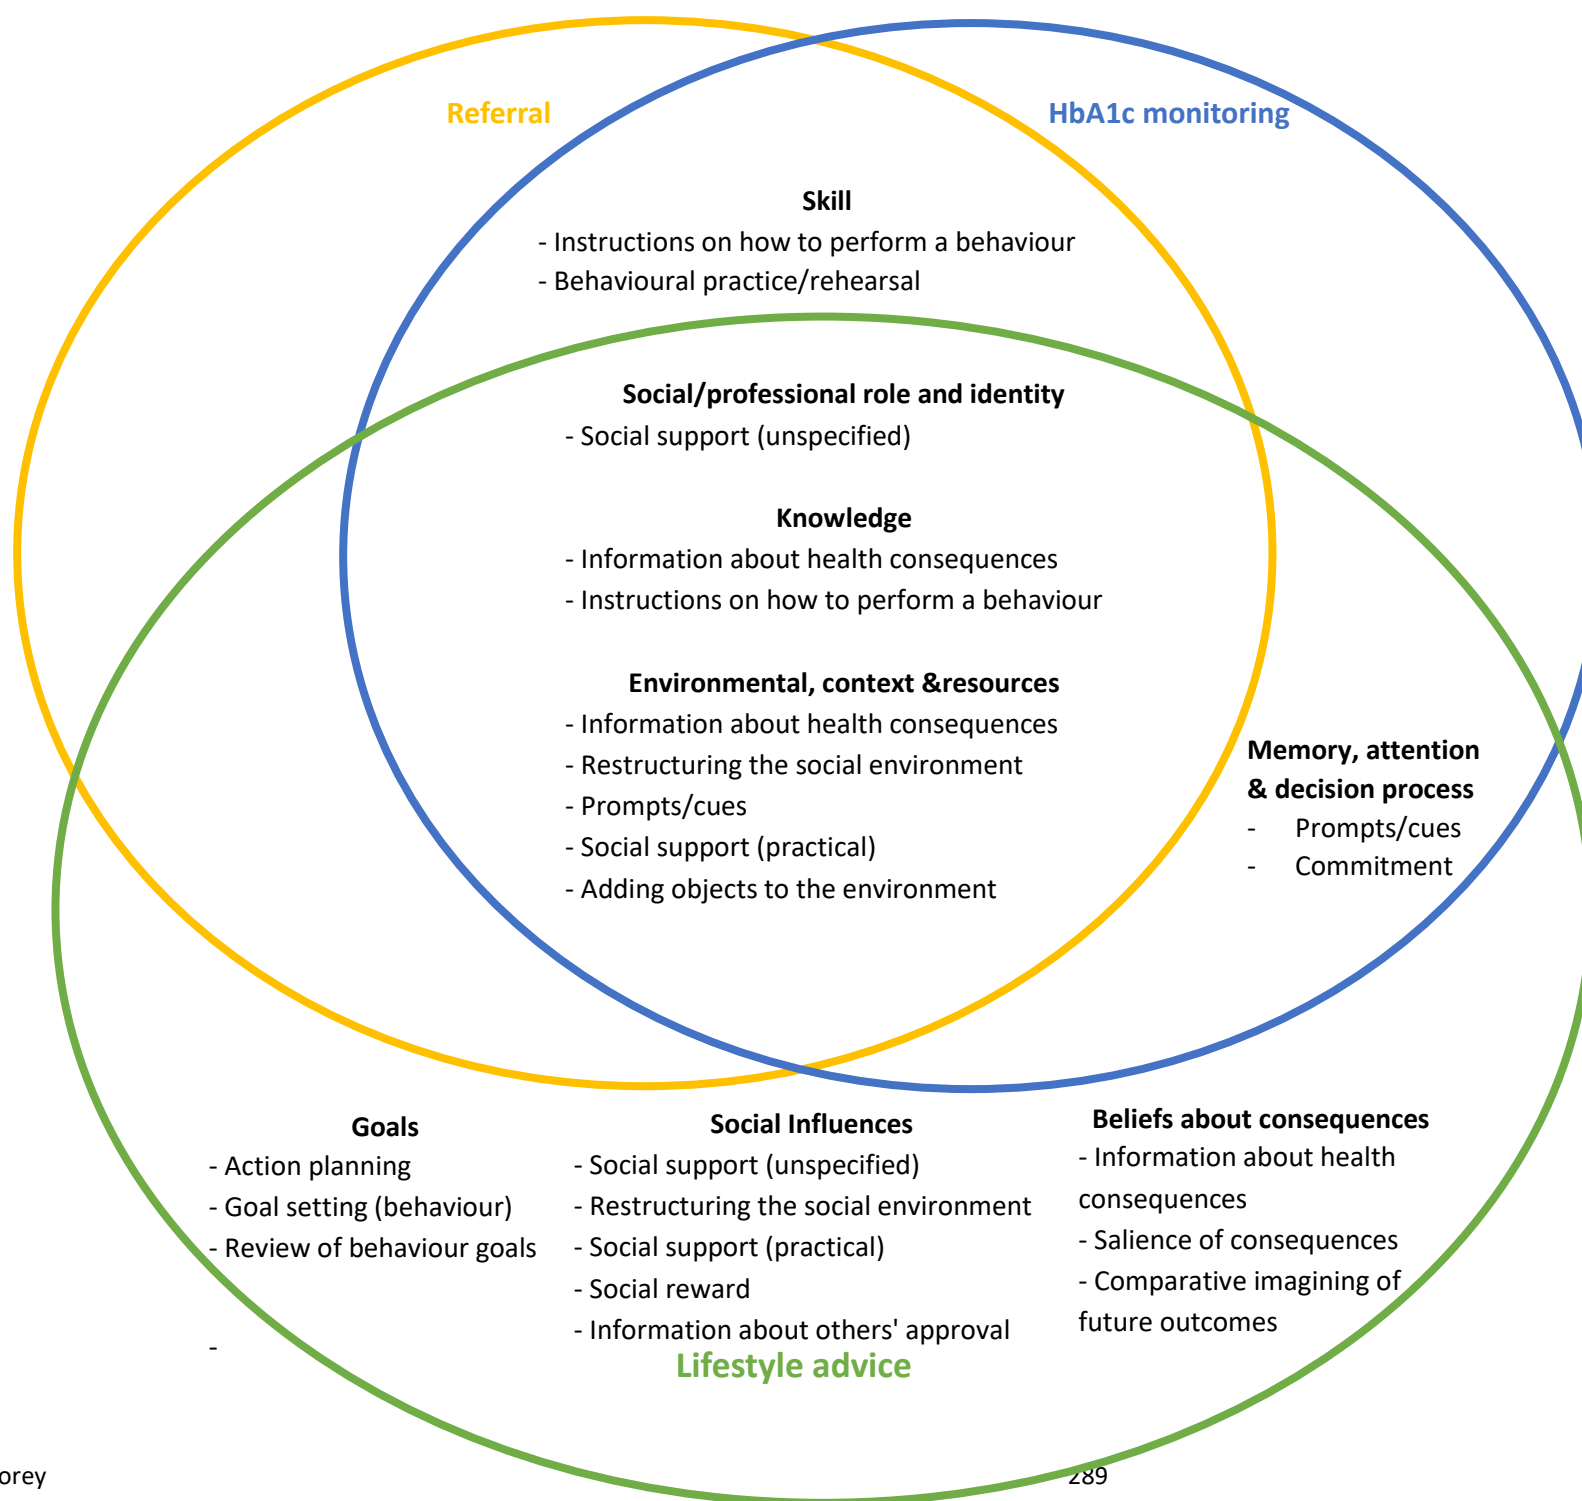 Referral
HbA1c monitoring
Skill
- Instructions on how to perform a behaviour
- Behavioural practice/rehearsal
Social/professional role and identity
- Social support (unspecified)
Knowledge
- Information about health consequences
- Instructions on how to perform a behaviour
Environmental, context &resources
- Information about health consequences
- Restructuring the social environment
- Prompts/cues
- Social support (practical)
- Adding objects to the environment
Memory, attention
& decision process
- Prompts/cues
- Commitment
Goals
- Action planning
- Goal setting (behaviour)
- Review of behaviour goals
-
Social Influences
- Social support (unspecified)
- Restructuring the social environment
- Social support (practical)
- Social reward
- Information about others' approval
Beliefs about consequences
- Information about health
consequences
- Salience of consequences
- Comparative imagining of
future outcomes
Lifestyle advice
orey
289